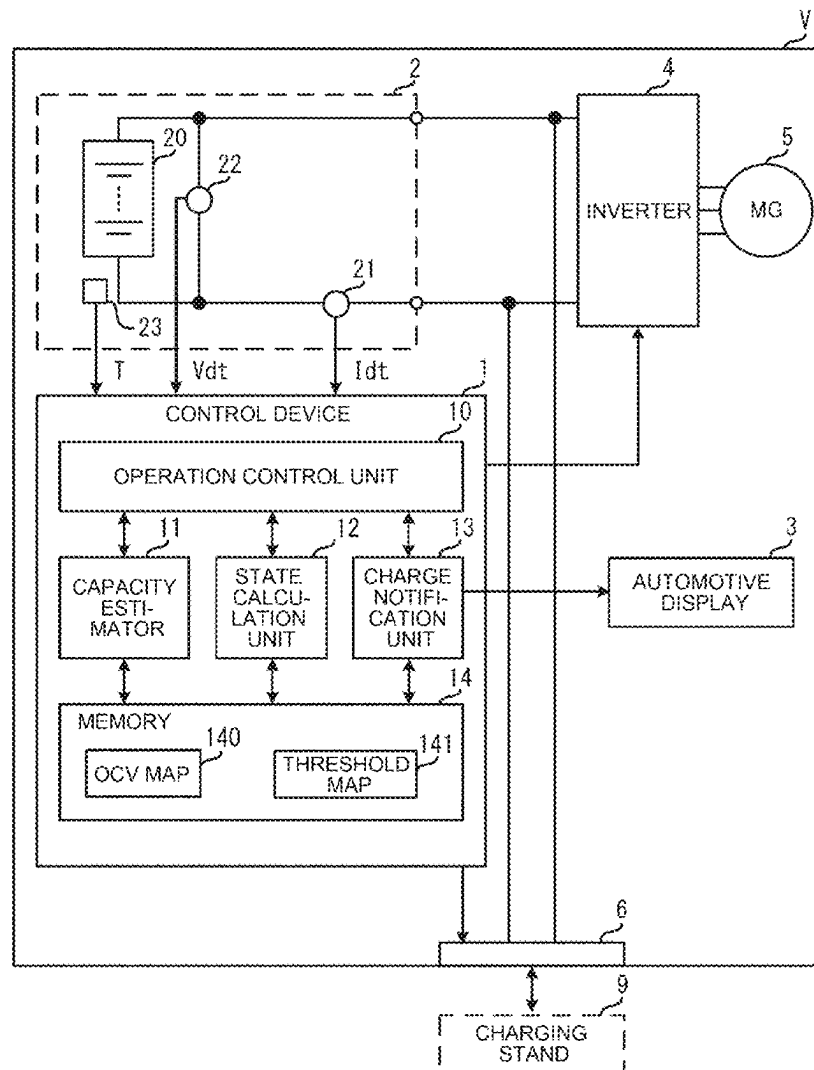 V
2
4
20
22
5
INVERTER
MG
21
23
T
Vdt
Idt
1
CONTROL DEVICE
10
OPERATION CONTROL UNIT
11
12
13
3
CAPACITY
ESTI-
MATOR
STATE
CALCU-
LATION
UNIT
CHARGE
NOTIFI-
CATION
UNIT
AUTOMOTIVE
DISPLAY
14
MEMORY
140
141
OCV MAP
THRESHOLD
MAP
6
9
CHARGING
STAND